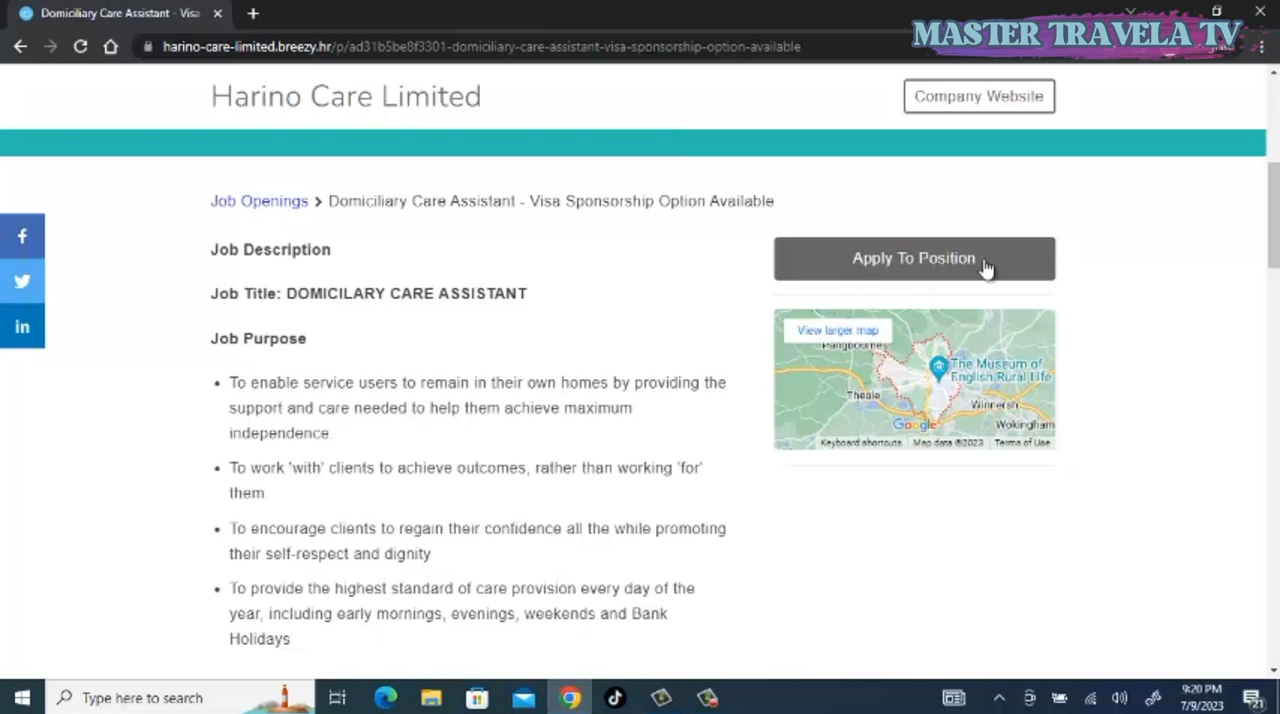 Domiciliary Care Assistant - Visa
MASTER TRAVELA TV
harino-care-limited.breezy.hr/p/ad31b5be8f3301-domiciliary-care-assistant-visa-sponsorship-option-available
Harino Care Limited
Company Website
Job Openings > Domiciliary Care Assistant - Visa Sponsorship Option Available
Job Description
Apply To Position
Job Title: DOMICILARY CARE ASSISTANT
Job Purpose
View larger map
Pangbourne
The Museum of
English Rural Life
Theale
Winnersh
Wokingham
Google
Keyboard shortcuts
Map data ©2023
Terms of Use
• To enable service users to remain in their own homes by providing the
support and care needed to help them achieve maximum
independence.
• To work 'with' clients to achieve outcomes, rather than working 'for'
them.
• To encourage clients to regain their confidence all the while promoting
their self-respect and dignity
• To provide the highest standard of care provision every day of the
year, including early mornings, evenings, weekends and Bank
Holidays
f
in
Type here to search
9:20 PM
7/9/2023
21